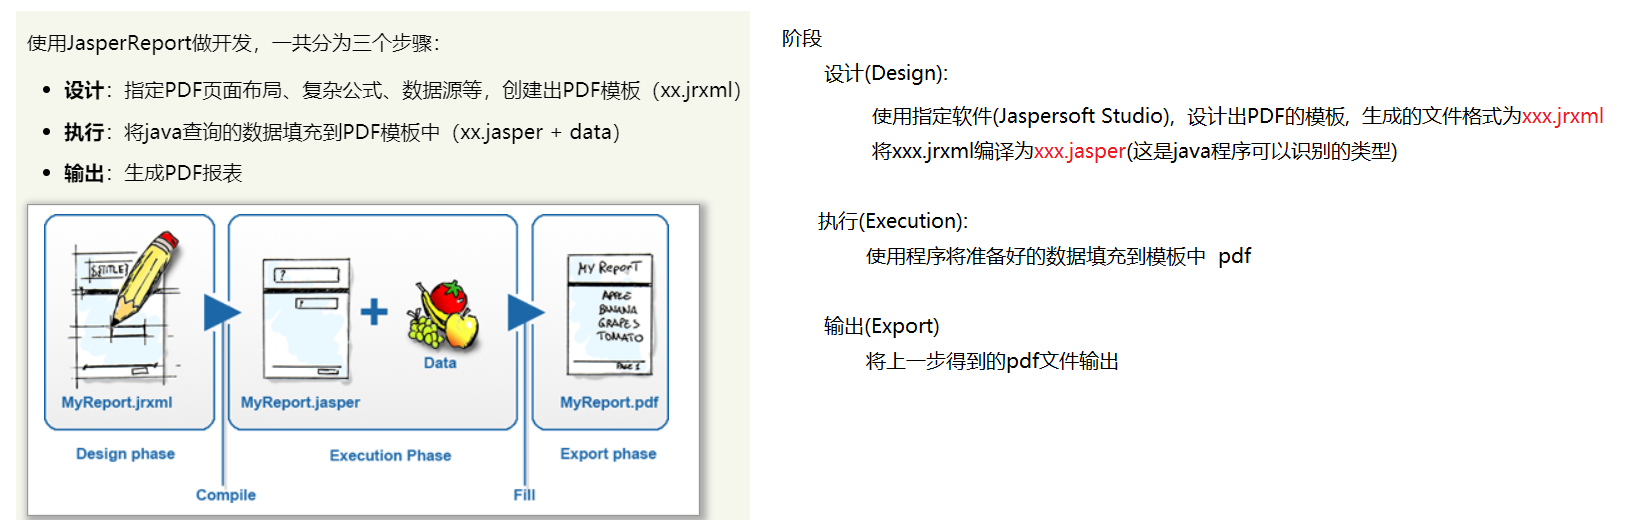 使用JasperReport做开发，一共分为三个步骤：
• 设计：指定PDF页面布局、复杂公式、数据源等，创建出PDF模板（xx.jrxml）
• 执行：将java查询的数据填充到PDF模板中（xx.jasper + data）
• 输出：生成PDF报表
$TITLE
?
MY REPORT
APPLE
BANANA
GRAPES
TOMATO
PAGE 1
Data
MyReport.jrxml
MyReport.jasper
MyReport.pdf
Design phase
Execution Phase
Export phase
Compile
Fill
阶段
设计(Design):
使用指定软件(Jaspersoft Studio)，设计出PDF的模板，生成的文件格式为xxx.jrxml
将xxx.jrxml编译为xxx.jasper(这是java程序可以识别的类型)
执行(Execution):
使用程序将准备好的数据填充到模板中 pdf
输出(Export)
将上一步得到的pdf文件输出